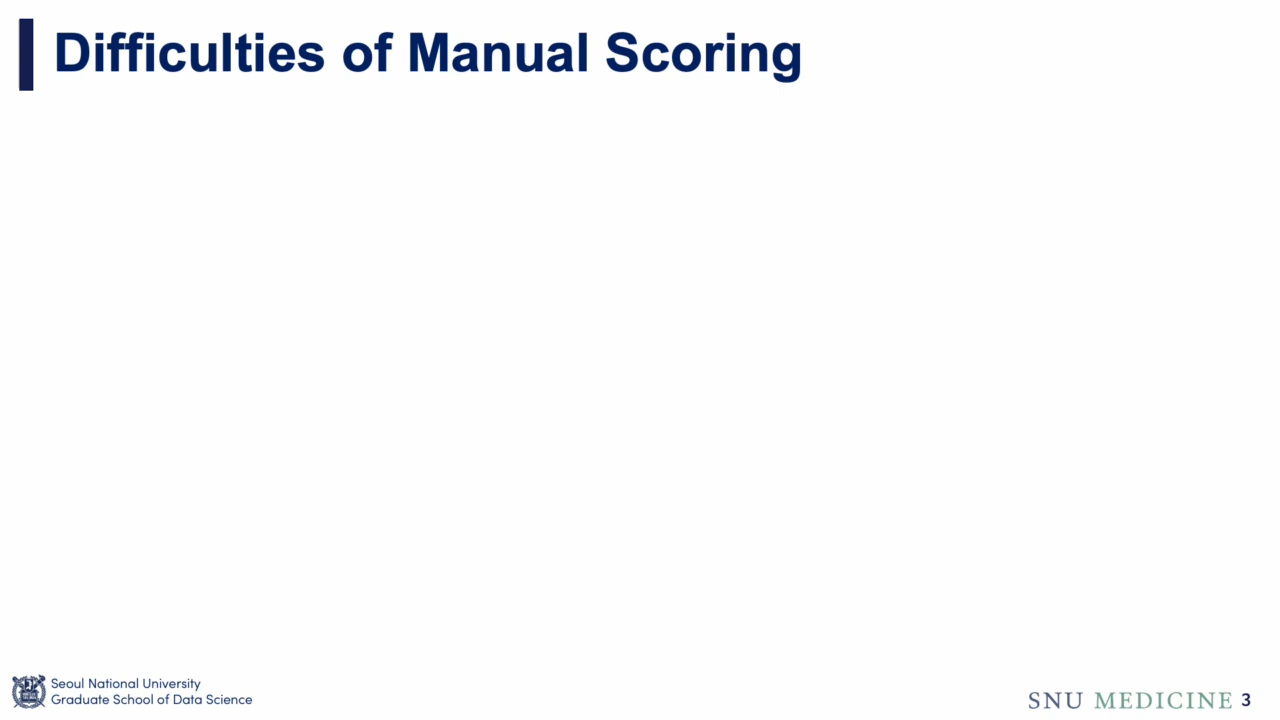 Difficulties of Manual Scoring
Seoul National University
Graduate School of Data Science
SNU MEDICINE 3